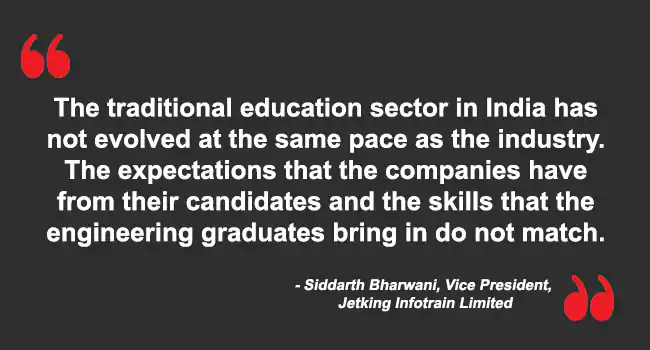 The traditional education sector in India has
not evolved at the same pace as the industry.
The expectations that the companies have
from their candidates and the skills that the
engineering graduates bring in do not match.
- Siddarth Bharwani, Vice President,
Jetking Infotrain Limited